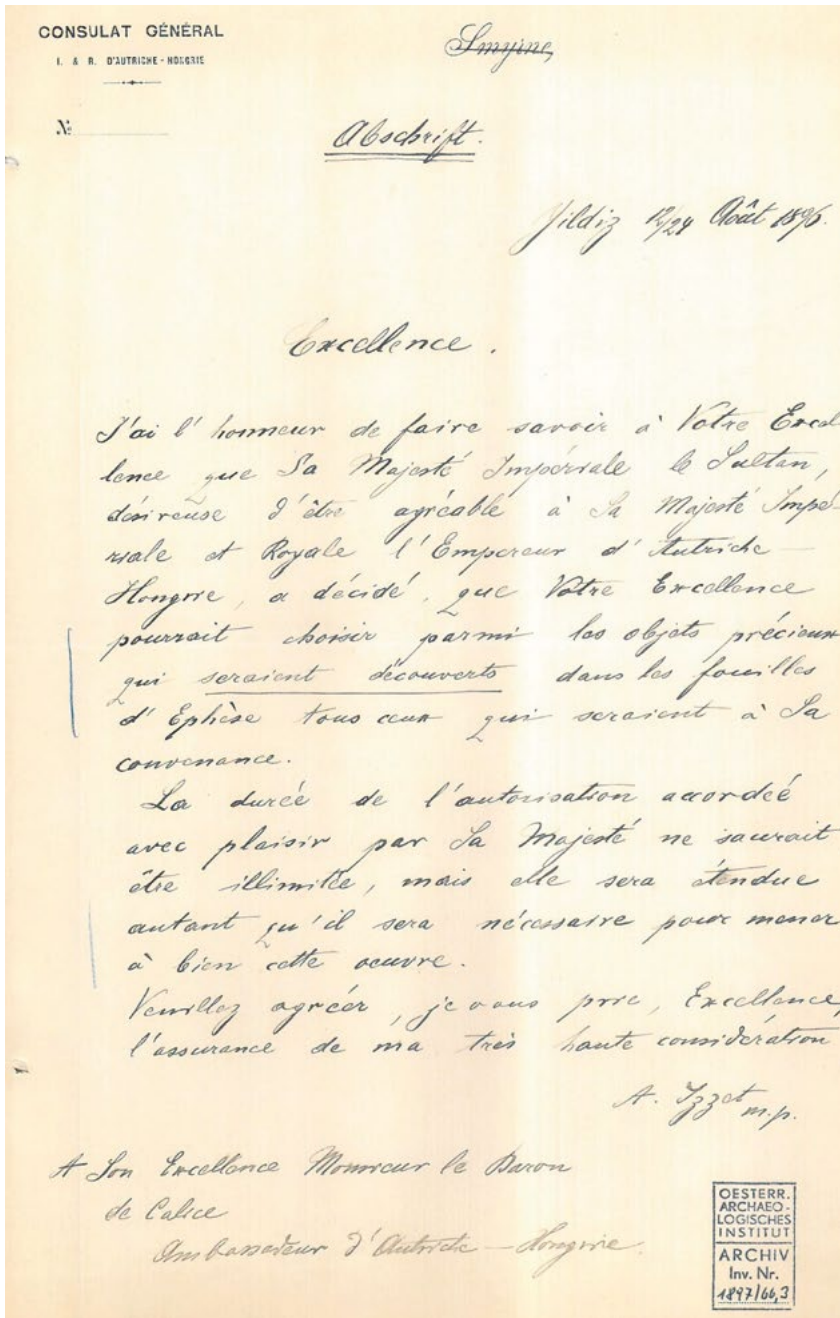 CONSULAT GÉNÉRAL
I. & R. D'AUTRICHE-HONGRIE
№
Smyrne,
Abschrift.
Yildiz 12/24 Août 1896.
Excellence.
J'ai l'honneur de faire savoir à Votre Excel
lence que Sa Majesté Impériale le Sultan,
désireuse d'être agréable à Sa Majesté Impé-
riale et Royale l'Empereur d'Autriche —
Hongrie, a décidé, que Votre Excellence
pourrait choisir parmi les objets précieux
qui seraient découverts dans les fouilles
d'Ephèse tous ceux qui seraient à Sa
convenance.
La durée de l'autorisation accordée
avec plaisir par Sa Majesté ne saurait
être illimitée, mais elle sera étendue
autant qu'il sera nécessaire pour mener
à bien cette oeuvre.
Veuillez agréer, je vous prie, Excellence,
l'assurance de ma très haute considération
A. Izzet m.p.
A Son Excellence Monsieur le Baron
de Calice
Ambassadeur d'Autriche — Hongrie.
OESTERR.
ARCHAEO-
LOGISCHES
INSTITUT
ARCHIV
Inv. Nr.
1897/66,3